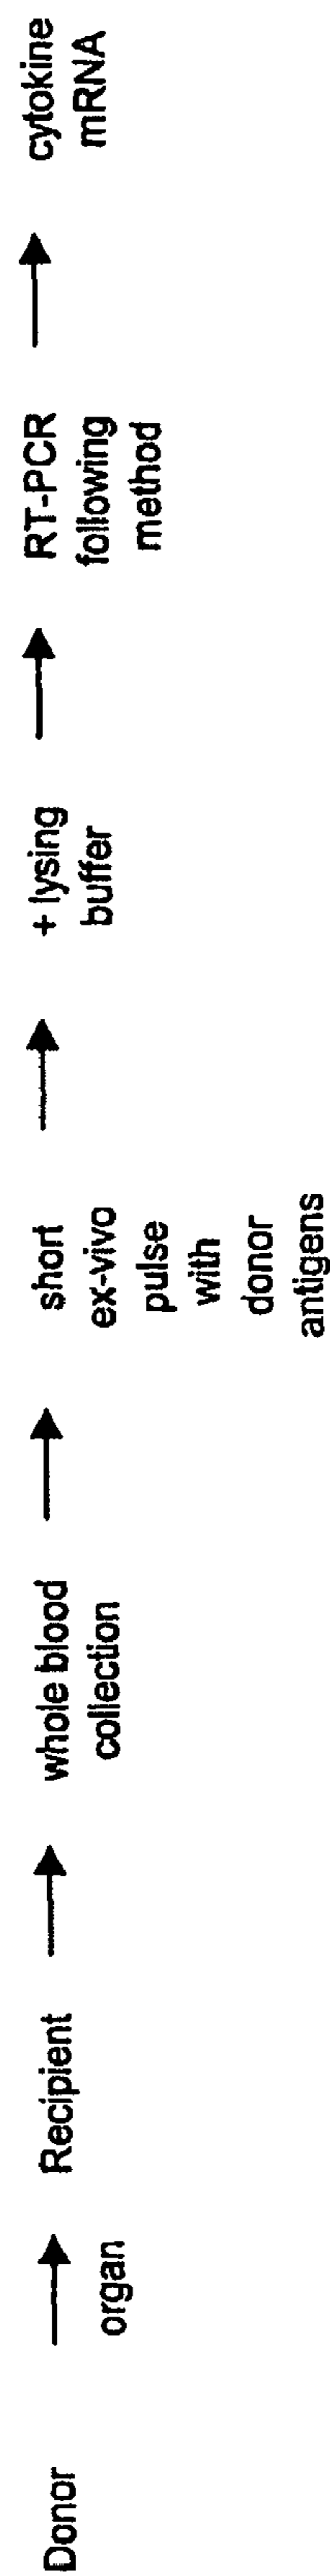 Donor
organ
Recipient
whole blood
collection
short
ex-vivo
pulse
with
donor
antigens
+ lysing
buffer
RT-PCR
following
method
cytokine
mRNA